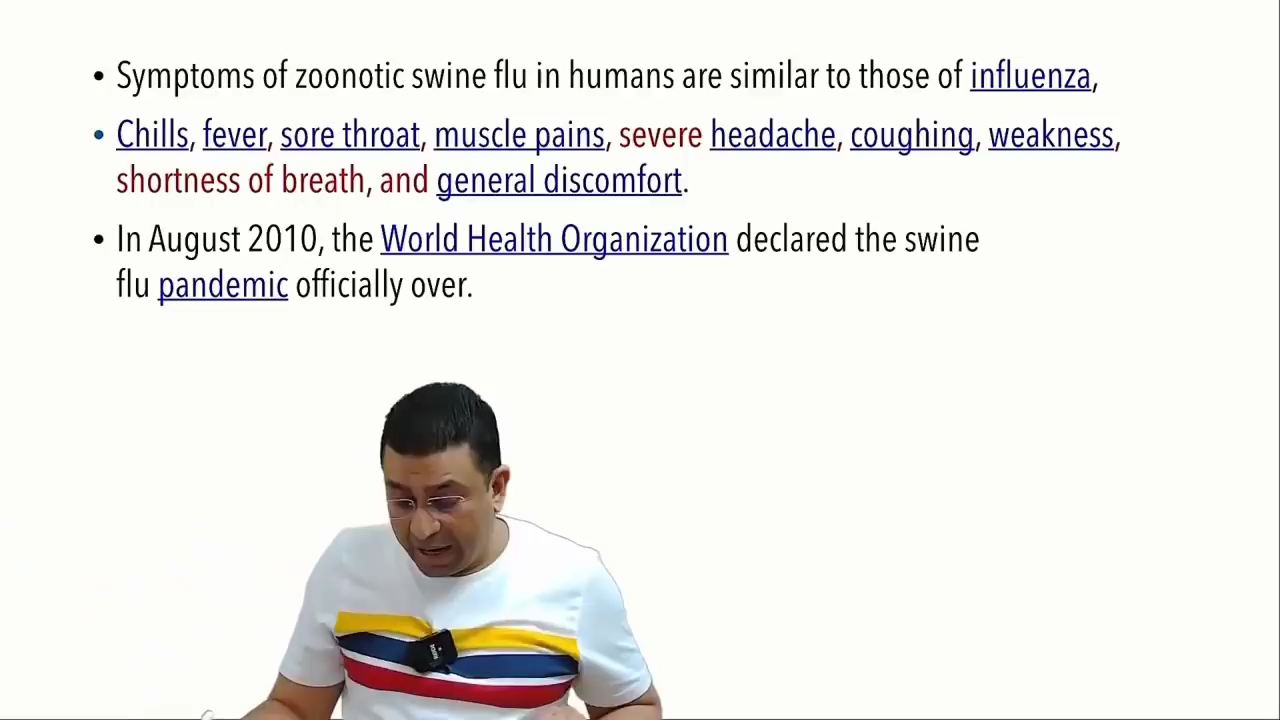 • Symptoms of zoonotic swine flu in humans are similar to those of influenza,
• Chills, fever, sore throat, muscle pains, severe headache, coughing, weakness,
shortness of breath, and general discomfort.
• In August 2010, the World Health Organization declared the swine
flu pandemic officially over.